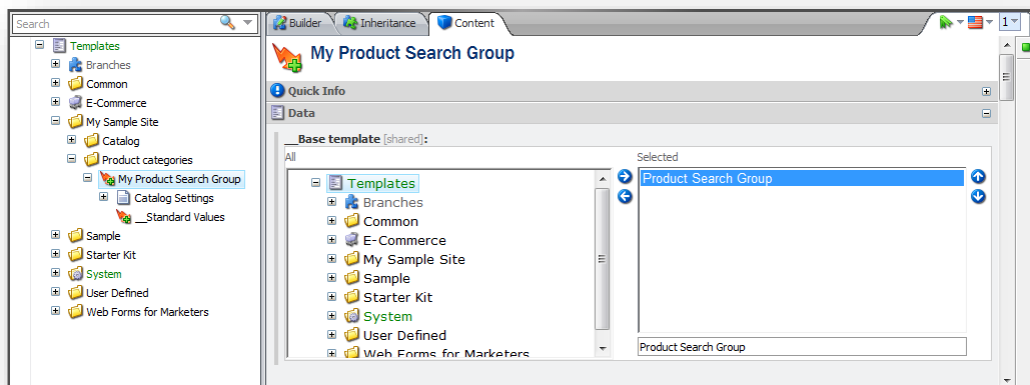 Search
Templates
Branches
Common
E-Commerce
My Sample Site
Catalog
Product categories
My Product Search Group
Catalog Settings
__Standard Values
Sample
Starter Kit
System
User Defined
Web Forms for Marketers
Builder Inheritance Content 1
My Product Search Group
Quick Info
Data
__Base template [shared]:
All
Templates
Branches
Common
E-Commerce
My Sample Site
Sample
Starter Kit
System
User Defined
Web Forms for Marketers
Selected
Product Search Group
Product Search Group